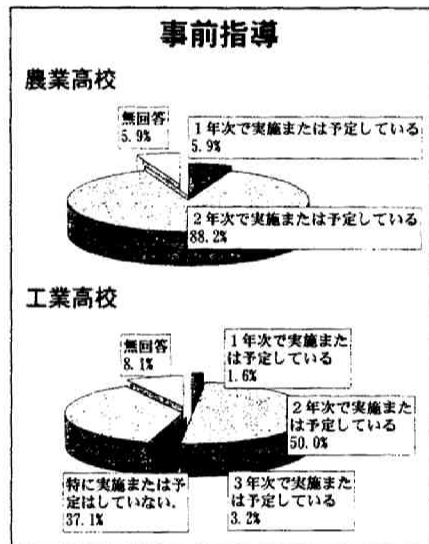 事前指導
農業高校
無回答
5.9%
1年次で実施または予定している
5.9%
2年次で実施または予定している
88.2%
工業高校
無回答
8.1%
1年次で実施また
は予定している
1.6%
2年次で実施また
は予定している
50.0%
特に実施または予
定はしていない.
37.1%
3年次で実施また
は予定している
3.2%